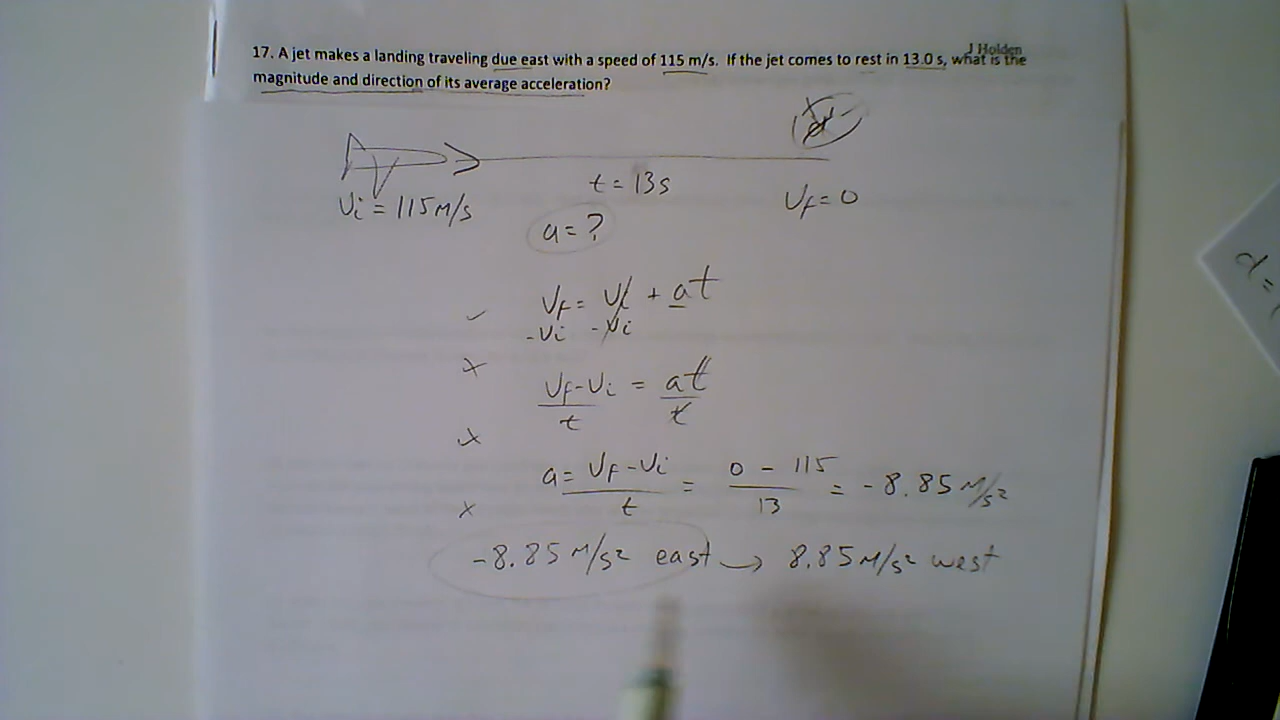 J Holden
17. A jet makes a landing traveling due east with a speed of 115 m/s. If the jet comes to rest in 13.0 s, what is the
magnitude and direction of its average acceleration?
t = 13s
Vi = 115 m/s
Vf = 0
a = ?
Vf = Vi + at
-Vi -Vi
Vf-Vi = at
t t
a = Vf-Vi = 0 - 115 = -8.85 m/s²
t 13
-8.85 m/s² east → 8.85 m/s² west
d =